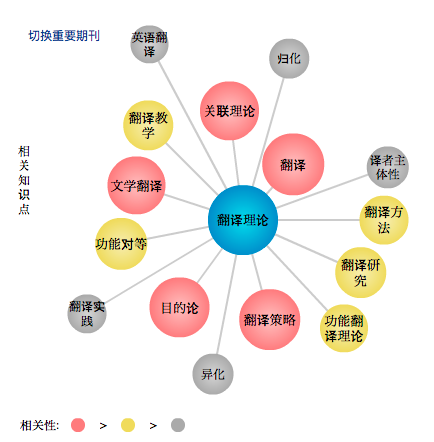 切换重要期刊
英语翻
译
归化
关联理论
翻译教
学
翻译
译者主
体性
相
关
知
识
点
文学翻译
翻译理论
翻译方
法
功能对等
翻译研
究
翻译实
践
目的论
翻译策略
功能翻
译理论
异化
相关性: > >